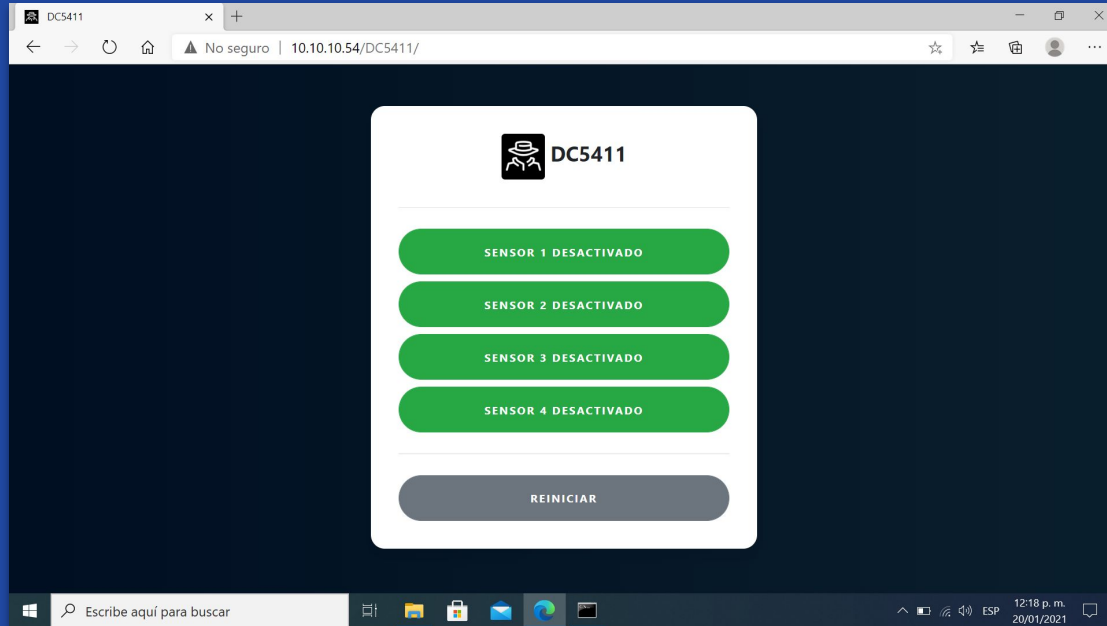 DC5411
No seguro | 10.10.10.54/DC5411/
DC5411
SENSOR 1 DESACTIVADO
SENSOR 2 DESACTIVADO
SENSOR 3 DESACTIVADO
SENSOR 4 DESACTIVADO
REINICIAR
Escribe aquí para buscar
ESP
12:18 p. m.
20/01/2021